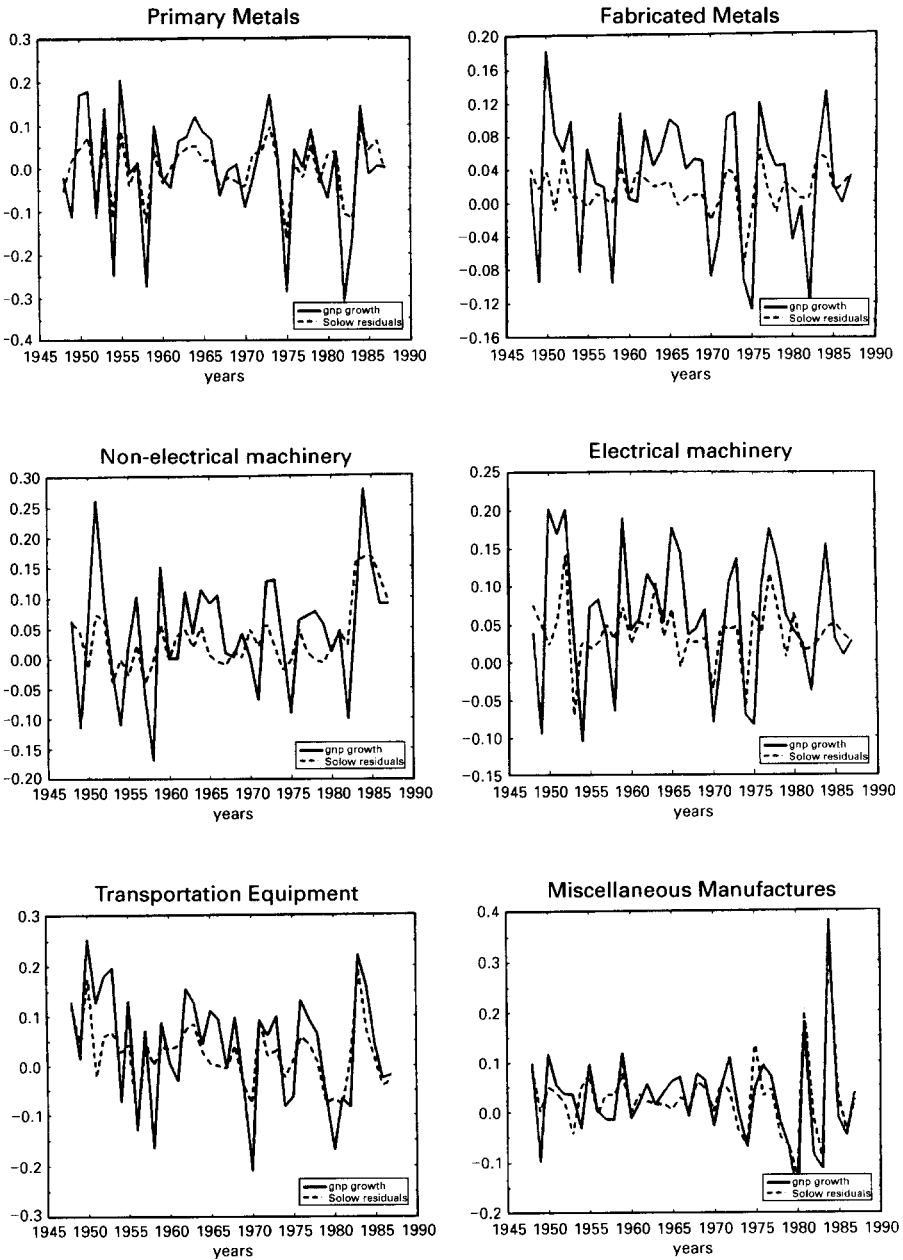 Primary Metals
0.3
0.2
0.1
0.0
−0.1
−0.2
−0.3
−0.4
gnp growth
Solow residuals
1945 1950 1955 1960 1965 1970 1975 1980 1985 1990
years
Fabricated Metals
0.20
0.16
0.12
0.08
0.04
0.00
−0.04
−0.08
−0.12
−0.16
gnp growth
Solow residuals
1945 1950 1955 1960 1965 1970 1975 1980 1985 1990
years
Non-electrical machinery
0.30
0.25
0.20
0.15
0.10
0.05
0.00
−0.05
−0.10
−0.15
−0.20
gnp growth
Solow residuals
1945 1950 1955 1960 1965 1970 1975 1980 1985 1990
years
Electrical machinery
0.25
0.20
0.15
0.10
0.05
0.00
−0.05
−0.10
−0.15
gnp growth
Solow residuals
1945 1950 1955 1960 1965 1970 1975 1980 1985 1990
years
Transportation Equipment
0.3
0.2
0.1
0.0
−0.1
−0.2
−0.3
gnp growth
Solow residuals
1945 1950 1955 1960 1965 1970 1975 1980 1985 1990
years
Miscellaneous Manufactures
0.4
0.3
0.2
0.1
0.0
−0.1
−0.2
gnp growth
Solow residuals
1945 1950 1955 1960 1965 1970 1975 1980 1985 1990
years